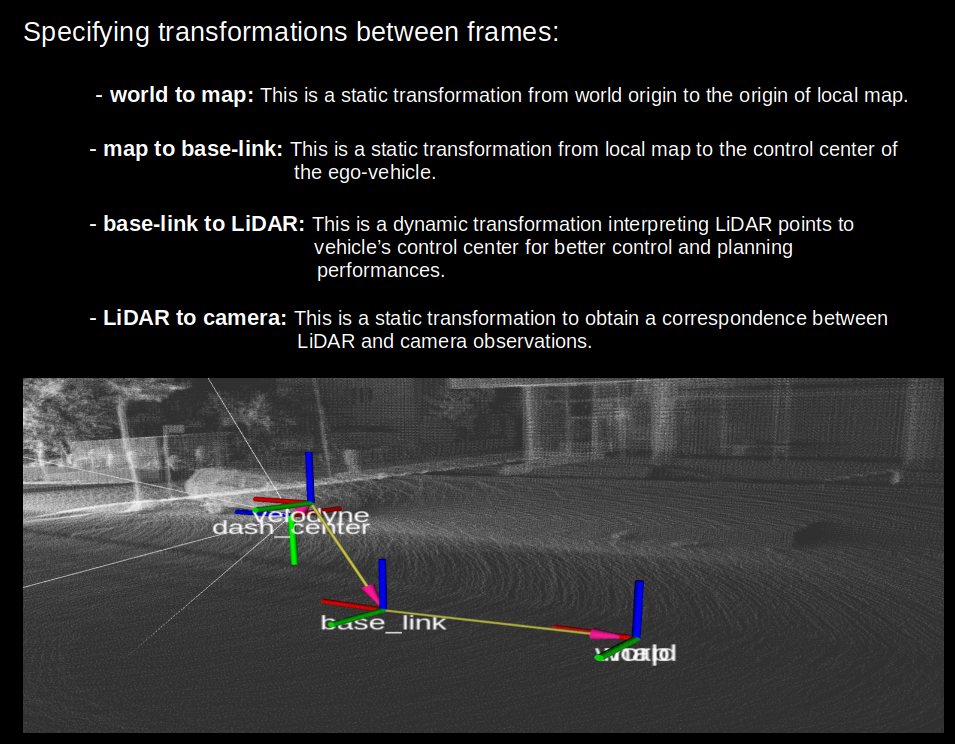 Specifying transformations between frames:
- world to map: This is a static transformation from world origin to the origin of local map.
- map to base-link: This is a static transformation from local map to the control center of
the ego-vehicle.
- base-link to LiDAR: This is a dynamic transformation interpreting LiDAR points to
vehicle's control center for better control and planning
performances.
- LiDAR to camera: This is a static transformation to obtain a correspondence between
LiDAR and camera observations.
velodyne
dash_center
base_link